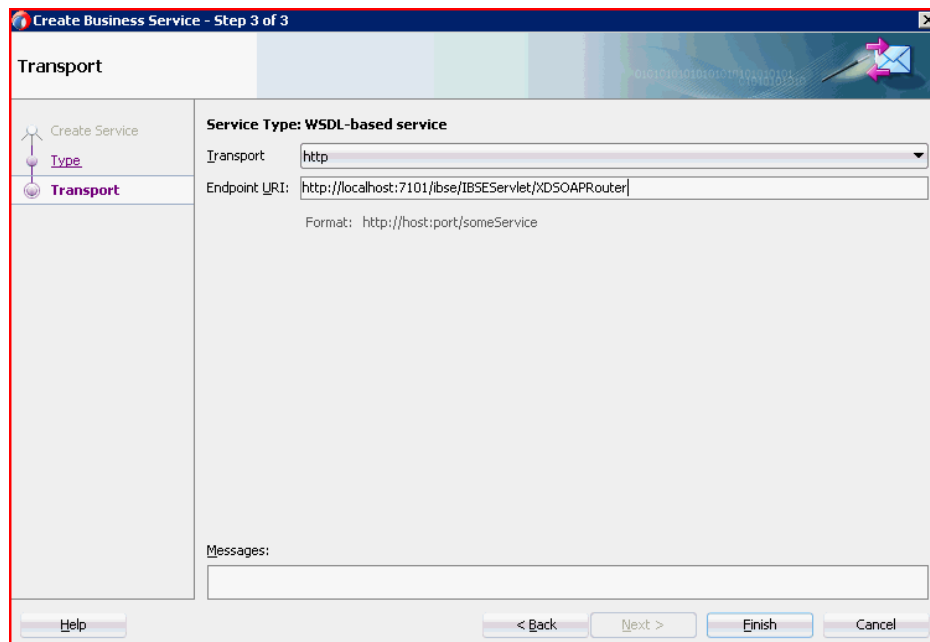 Create Business Service - Step 3 of 3
Transport
Create Service
Type
Transport
Service Type: WSDL-based service
Transport http
Endpoint URI: http://localhost:7101/ibse/IBSEServlet/XDSOAPRouter
Format: http://host:port/someService
Messages:
Help < Back Next > Finish Cancel